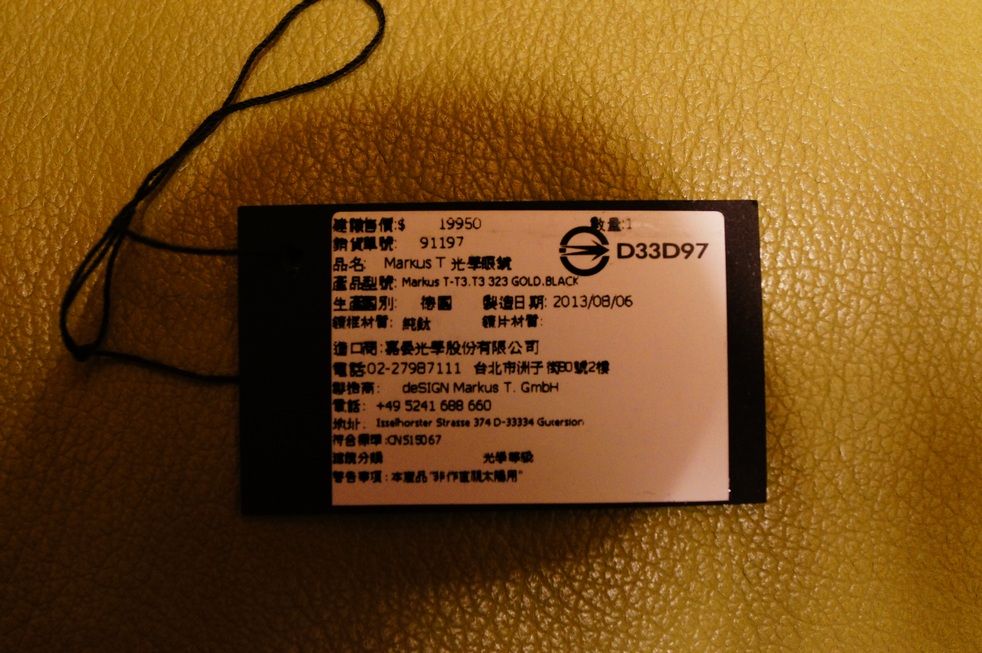 建議售價:$ 19950 數量:1
銷貨單號: 91197
D33D97
品名: Markus T 光學眼鏡
產品型號: Markus T-T3.T3 323 GOLD.BLACK
生產國別: 德國 製造日期: 2013/08/06
鏡框材質: 純鈦 鏡片材質:
進口商:嘉晏光學股份有限公司
電話:02-27987111 台北市洲子街80號2樓
製造商: deSIGN Markus T. GmbH
電話: +49 5241 688 660
地址: Isselhorster Strasse 374 D-33334 Gutersloh
符合標準:CNS15067
濾鏡分類 光學等級
警告事項:本產品"非作直視太陽用"